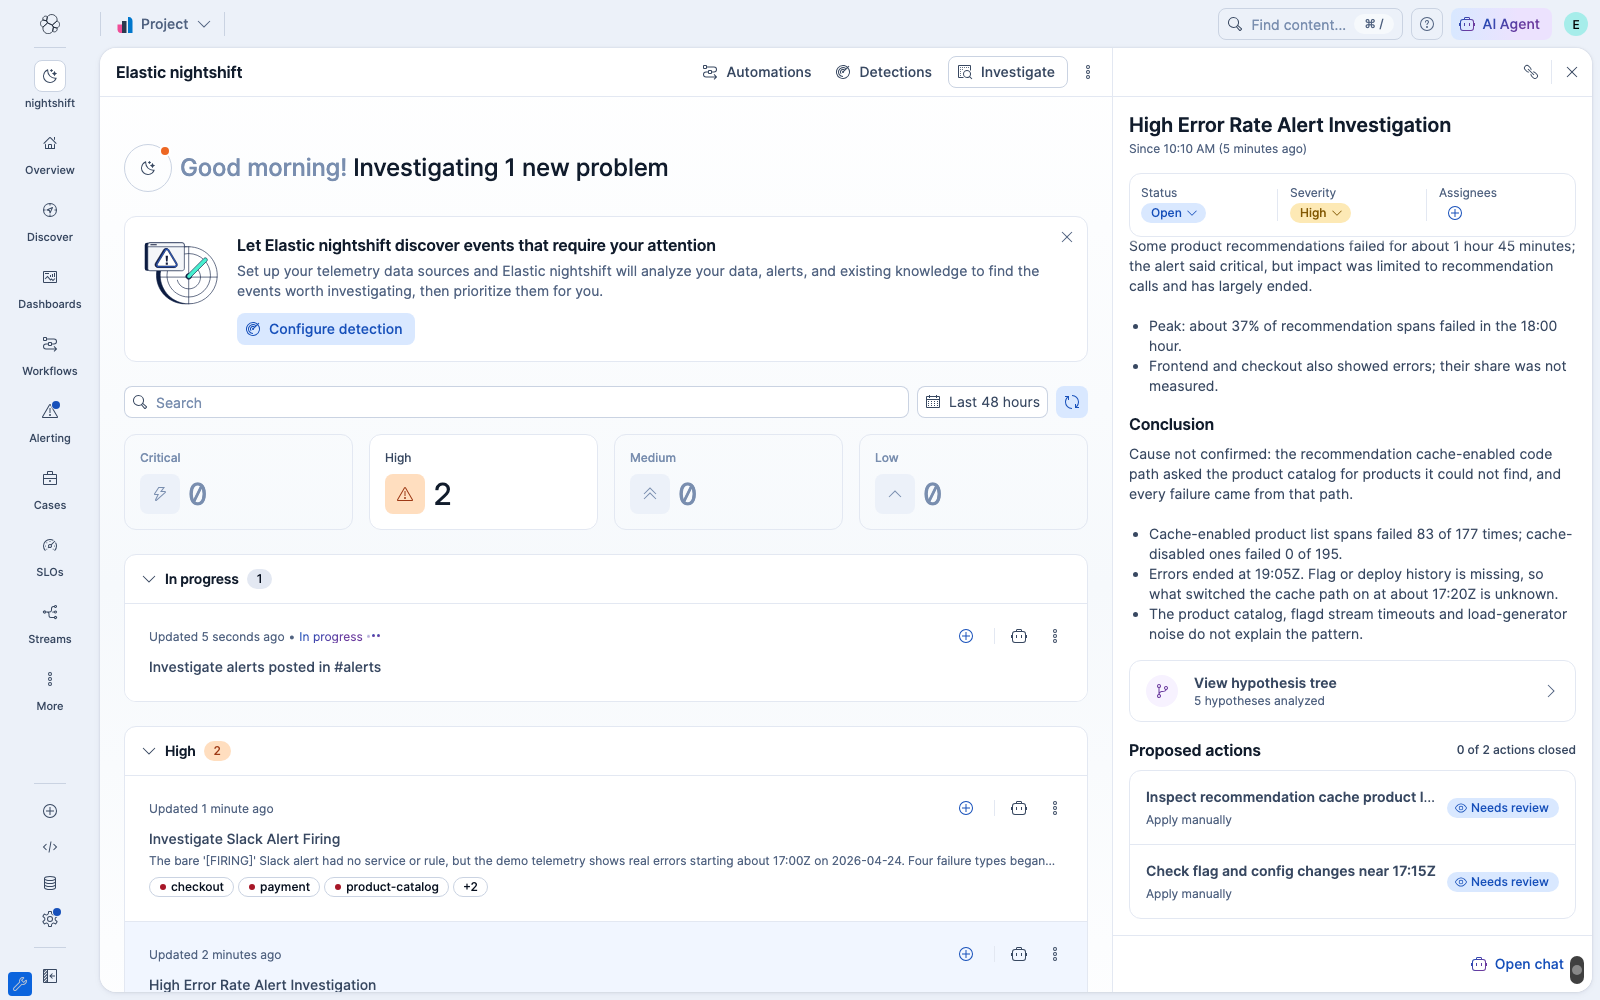 Project
Find content...
⌘ /
AI Agent
E
nightshift
Overview
Discover
Dashboards
Workflows
Alerting
Cases
SLOs
Streams
More
Elastic nightshift
Automations
Detections
Investigate
Good morning! Investigating 1 new problem
Let Elastic nightshift discover events that require your attention
Set up your telemetry data sources and Elastic nightshift will analyze your data, alerts, and existing knowledge to find the
events worth investigating, then prioritize them for you.
Configure detection
Search
Last 48 hours
Critical
0
High
2
Medium
0
Low
0
In progress
1
Updated 5 seconds ago • In progress
Investigate alerts posted in #alerts
High
2
Updated 1 minute ago
Investigate Slack Alert Firing
The bare '[FIRING]' Slack alert had no service or rule, but the demo telemetry shows real errors starting about 17:00Z on 2026-04-24. Four failure types began...
checkout
payment
product-catalog
+2
Updated 2 minutes ago
High Error Rate Alert Investigation
High Error Rate Alert Investigation
Since 10:10 AM (5 minutes ago)
Status
Open
Severity
High
Assignees
Some product recommendations failed for about 1 hour 45 minutes;
the alert said critical, but impact was limited to recommendation
calls and has largely ended.
• Peak: about 37% of recommendation spans failed in the 18:00
hour.
• Frontend and checkout also showed errors; their share was not
measured.
Conclusion
Cause not confirmed: the recommendation cache-enabled code
path asked the product catalog for products it could not find, and
every failure came from that path.
• Cache-enabled product list spans failed 83 of 177 times; cache-
disabled ones failed 0 of 195.
• Errors ended at 19:05Z. Flag or deploy history is missing, so
what switched the cache path on at about 17:20Z is unknown.
• The product catalog, flagd stream timeouts and load-generator
noise do not explain the pattern.
View hypothesis tree
5 hypotheses analyzed
Proposed actions
0 of 2 actions closed
Inspect recommendation cache product l...
Apply manually
Needs review
Check flag and config changes near 17:15Z
Apply manually
Needs review
Open chat